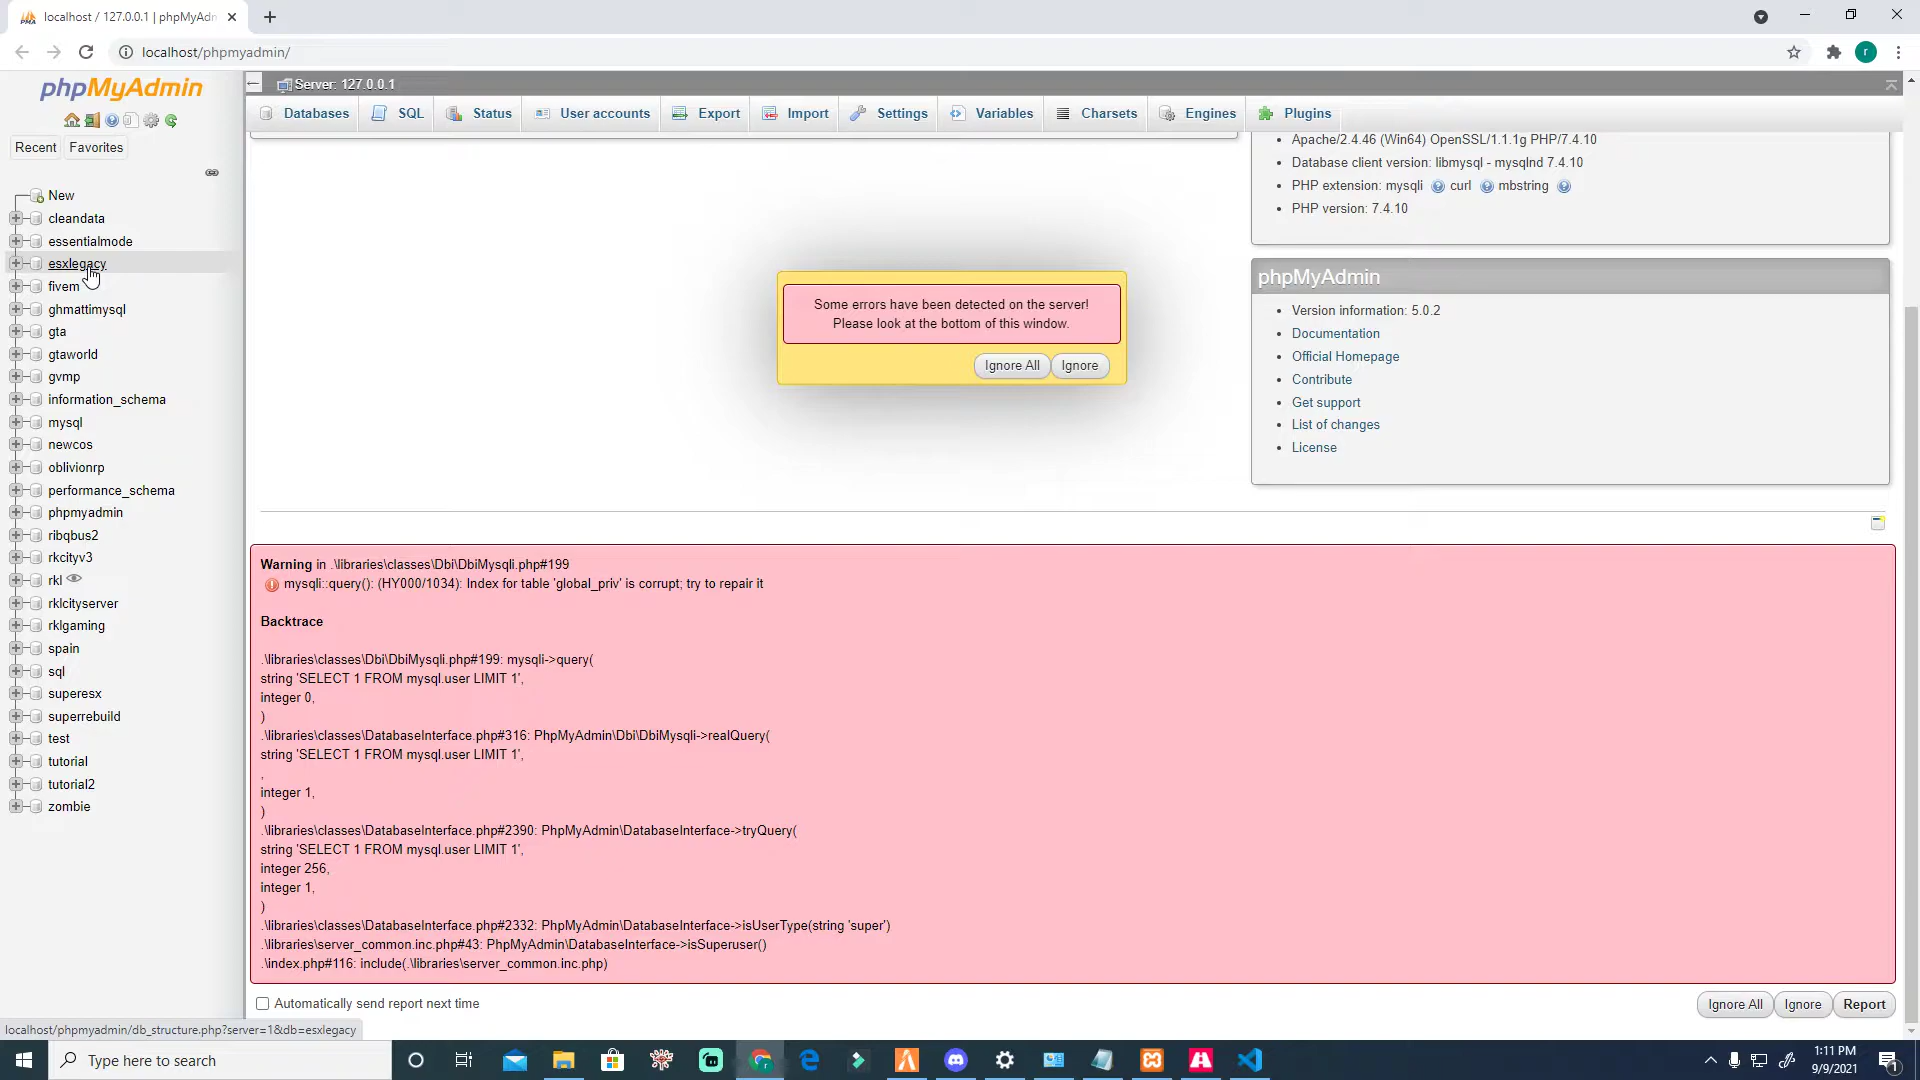 localhost / 127.0.0.1 | phpMyAdn
localhost/phpmyadmin/
r
phpMyAdmin
Recent
Favorites
New
cleandata
essentialmode
esxlegacy
fivem
ghmattimysql
gta
gtaworld
gvmp
information_schema
mysql
newcos
oblivionrp
performance_schema
phpmyadmin
ribqbus2
rkcityv3
rkl
rklcityserver
rklgaming
spain
sql
superesx
superrebuild
test
tutorial
tutorial2
zombie
Server: 127.0.0.1
Databases
SQL
Status
User accounts
Export
Import
Settings
Variables
Charsets
Engines
Plugins
Apache/2.4.46 (Win64) OpenSSL/1.1.1g PHP/7.4.10
Database client version: libmysql - mysqlnd 7.4.10
PHP extension: mysqli curl mbstring
PHP version: 7.4.10
phpMyAdmin
Version information: 5.0.2
Documentation
Official Homepage
Contribute
Get support
List of changes
License
Some errors have been detected on the server!
Please look at the bottom of this window.
Ignore All
Ignore
Warning in .\libraries\classes\Dbi\DbiMysqli.php#199
mysqli::query(): (HY000/1034): Index for table 'global_priv' is corrupt; try to repair it
Backtrace
.\libraries\classes\Dbi\DbiMysqli.php#199: mysqli->query(
string 'SELECT 1 FROM mysql.user LIMIT 1',
integer 0,
)
.\libraries\classes\DatabaseInterface.php#316: PhpMyAdmin\Dbi\DbiMysqli->realQuery(
string 'SELECT 1 FROM mysql.user LIMIT 1',
,
integer 1,
)
.\libraries\classes\DatabaseInterface.php#2390: PhpMyAdmin\DatabaseInterface->tryQuery(
string 'SELECT 1 FROM mysql.user LIMIT 1',
integer 256,
integer 1,
)
.\libraries\classes\DatabaseInterface.php#2332: PhpMyAdmin\DatabaseInterface->isUserType(string 'super')
.\libraries\server_common.inc.php#43: PhpMyAdmin\DatabaseInterface->isSuperuser()
.\index.php#116: include(.\libraries\server_common.inc.php)
Automatically send report next time
Ignore All
Ignore
Report
localhost/phpmyadmin/db_structure.php?server=1&db=esxlegacy
Type here to search
1:11 PM
9/9/2021
1